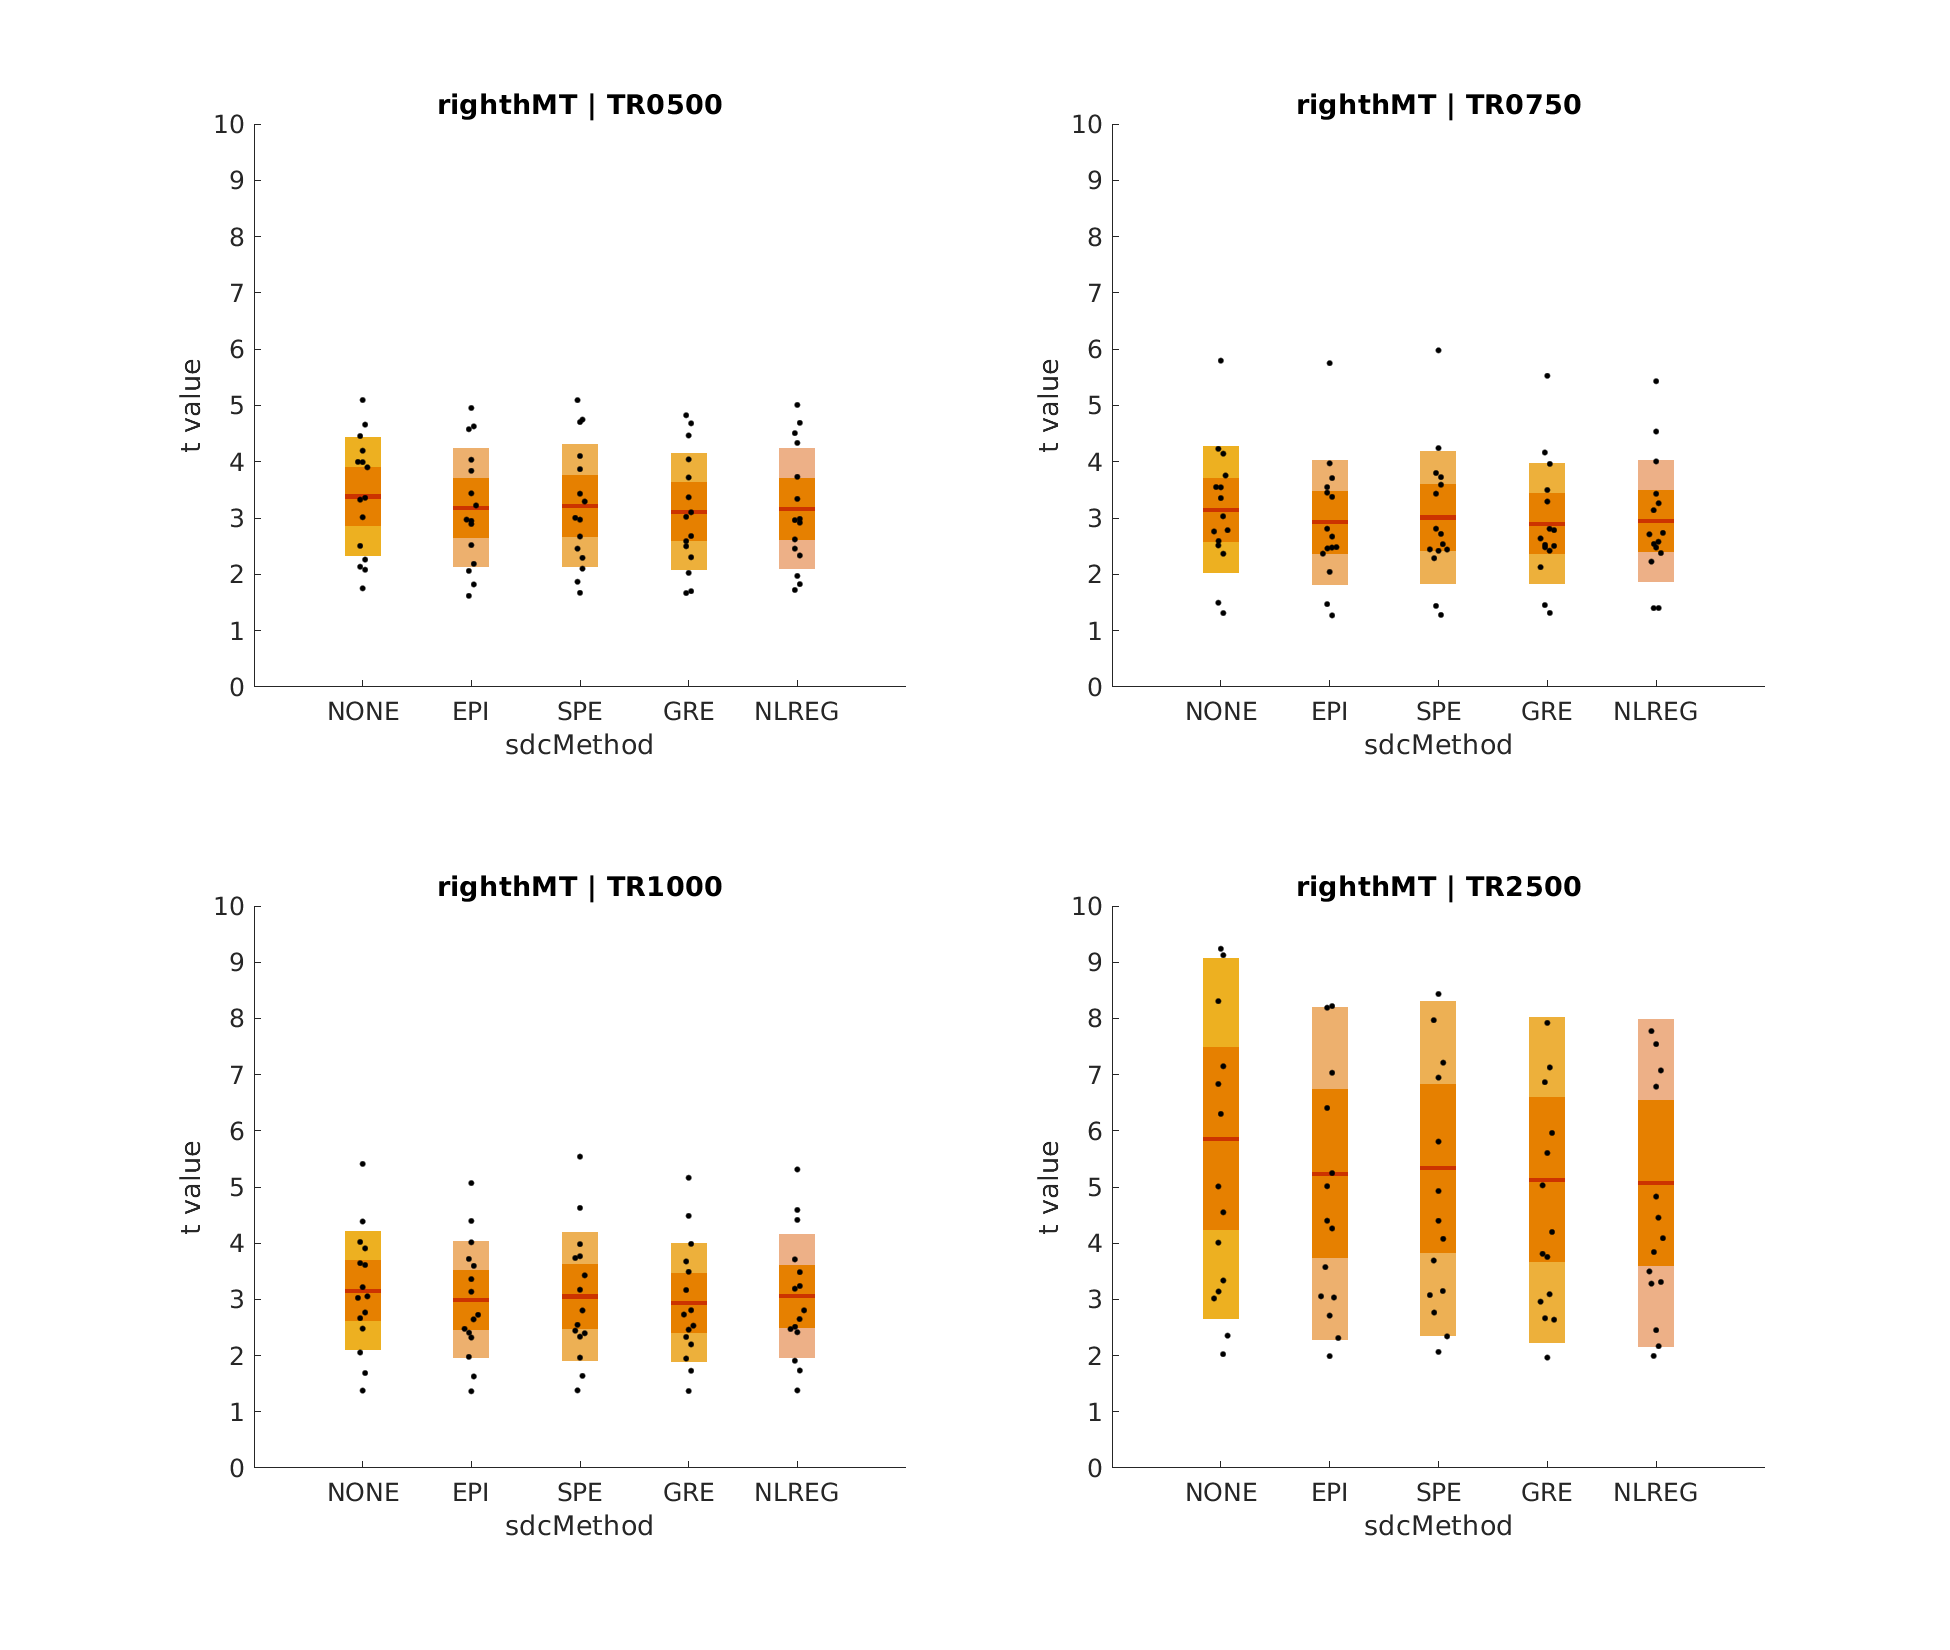 righthMT | TR0500
10
9
8
7
6
5
4
3
2
1
0
t value
NONE EPI SPE GRE NLREG
sdcMethod
righthMT | TR0750
10
9
8
7
6
5
4
3
2
1
0
t value
NONE EPI SPE GRE NLREG
sdcMethod
righthMT | TR1000
10
9
8
7
6
5
4
3
2
1
0
t value
NONE EPI SPE GRE NLREG
sdcMethod
righthMT | TR2500
10
9
8
7
6
5
4
3
2
1
0
t value
NONE EPI SPE GRE NLREG
sdcMethod